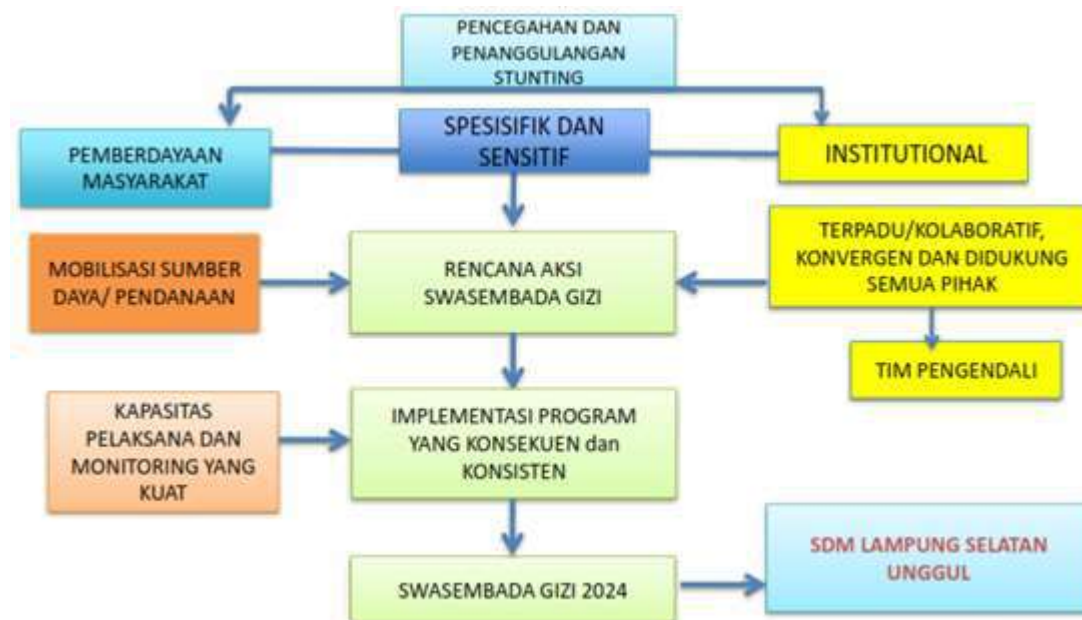 PENCEGAHAN DAN
PENANGGULANGAN
STUNTING
PEMBERDAYAAN
MASYARAKAT
SPESISIFIK DAN
SENSITIF
INSTITUTIONAL
MOBILISASI SUMBER
DAYA/ PENDANAAN
RENCANA AKSI
SWASEMBADA GIZI
TERPADU/KOLABORATIF,
KONVERGEN DAN DIDUKUNG
SEMUA PIHAK
TIM PENGENDALI
KAPASITAS
PELAKSANA DAN
MONITORING YANG
KUAT
IMPLEMENTASI PROGRAM
YANG KONSEKUEN dan
KONSISTEN
SWASEMBADA GIZI 2024
SDM LAMPUNG SELATAN
UNGGUL